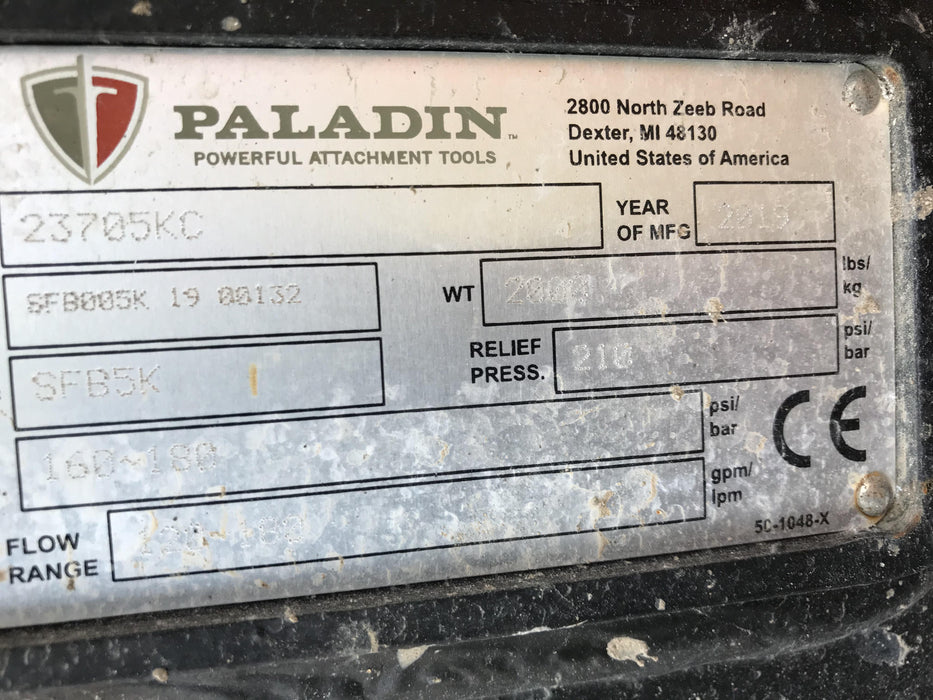 PALADIN™
POWERFUL ATTACHMENT TOOLS
2800 North Zeeb Road
Dexter, MI 48130
United States of America
23705KC
YEAR
OF MFG
2019
SFB005K 19 00132
WT
lbs/
kg
SFB5K
RELIEF
PRESS.
210
psi/
bar
160~180
psi/
bar
CE
FLOW
RANGE
gpm/
lpm
50-1048-X